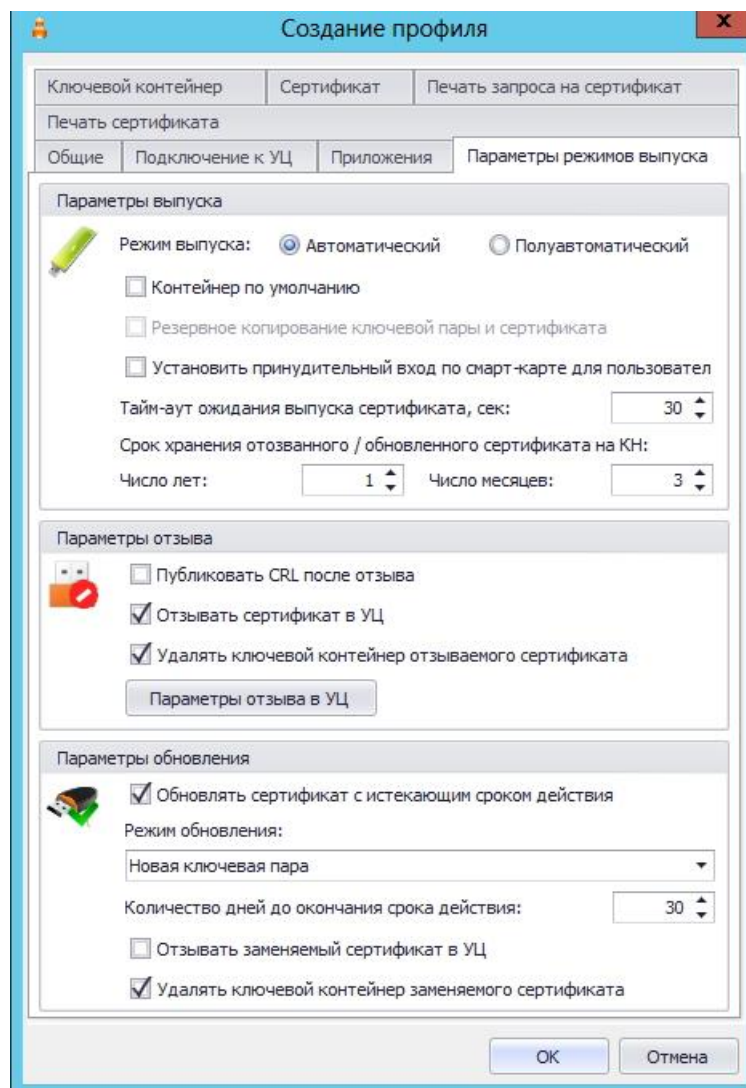 Создание профиля
x
Ключевой контейнер Сертификат Печать запроса на сертификат
Печать сертификата
Общие Подключение к УЦ Приложения Параметры режимов выпуска
Параметры выпуска
Режим выпуска: Автоматический Полуавтоматический
Контейнер по умолчанию
Резервное копирование ключевой пары и сертификата
Установить принудительный вход по смарт-карте для пользовател
Тайм-аут ожидания выпуска сертификата, сек: 30
Срок хранения отозванного / обновленного сертификата на КН:
Число лет: 1 Число месяцев: 3
Параметры отзыва
Публиковать CRL после отзыва
Отзывать сертификат в УЦ
Удалять ключевой контейнер отзываемого сертификата
Параметры отзыва в УЦ
Параметры обновления
Обновлять сертификат с истекающим сроком действия
Режим обновления:
Новая ключевая пара
Количество дней до окончания срока действия: 30
Отзывать заменяемый сертификат в УЦ
Удалять ключевой контейнер заменяемого сертификата
ОК Отмена